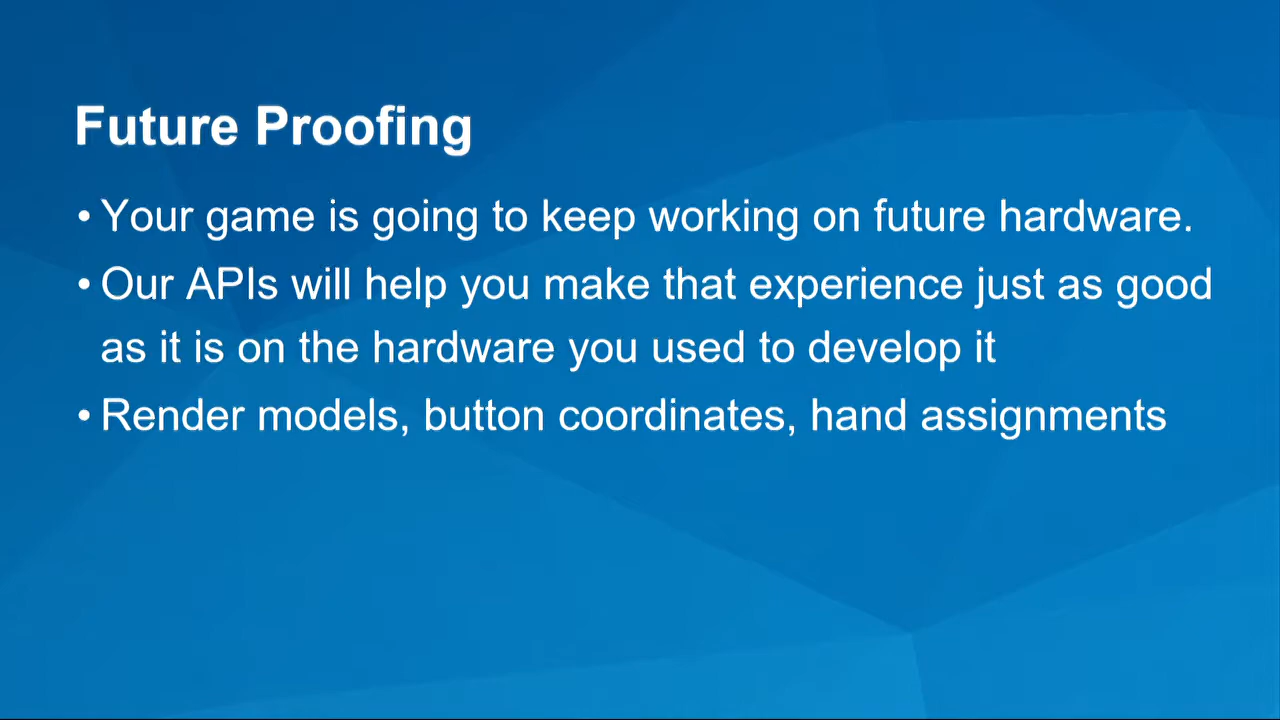 Future Proofing
• Your game is going to keep working on future hardware.
• Our APIs will help you make that experience just as good
as it is on the hardware you used to develop it
• Render models, button coordinates, hand assignments